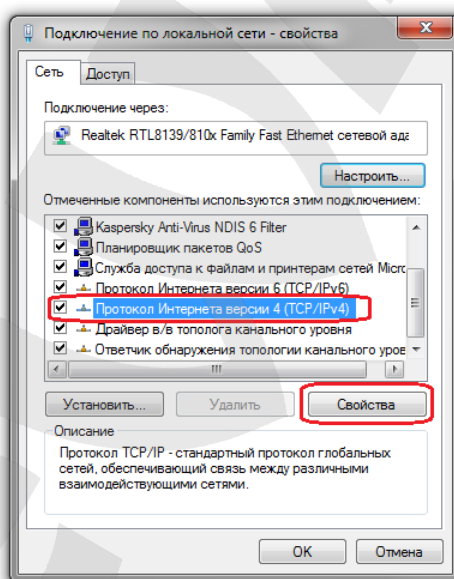 Подключение по локальной сети - свойства
Сеть Доступ
Подключение через:
Realtek RTL8139/810x Family Fast Ethernet сетевой ада
Настроить...
Отмеченные компоненты используются этим подключением:
Kaspersky Anti-Virus NDIS 6 Filter
Планировщик пакетов QoS
Служба доступа к файлам и принтерам сетей Micro
Протокол Интернета версии 6 (TCP/IPv6)
Протокол Интернета версии 4 (TCP/IPv4)
Драйвер в/в тополога канального уровня
Ответчик обнаружения топологии канального уров
Установить... Удалить Свойства
Описание
Протокол TCP/IP - стандартный протокол глобальных
сетей, обеспечивающий связь между различными
взаимодействующими сетями.
OK Отмена